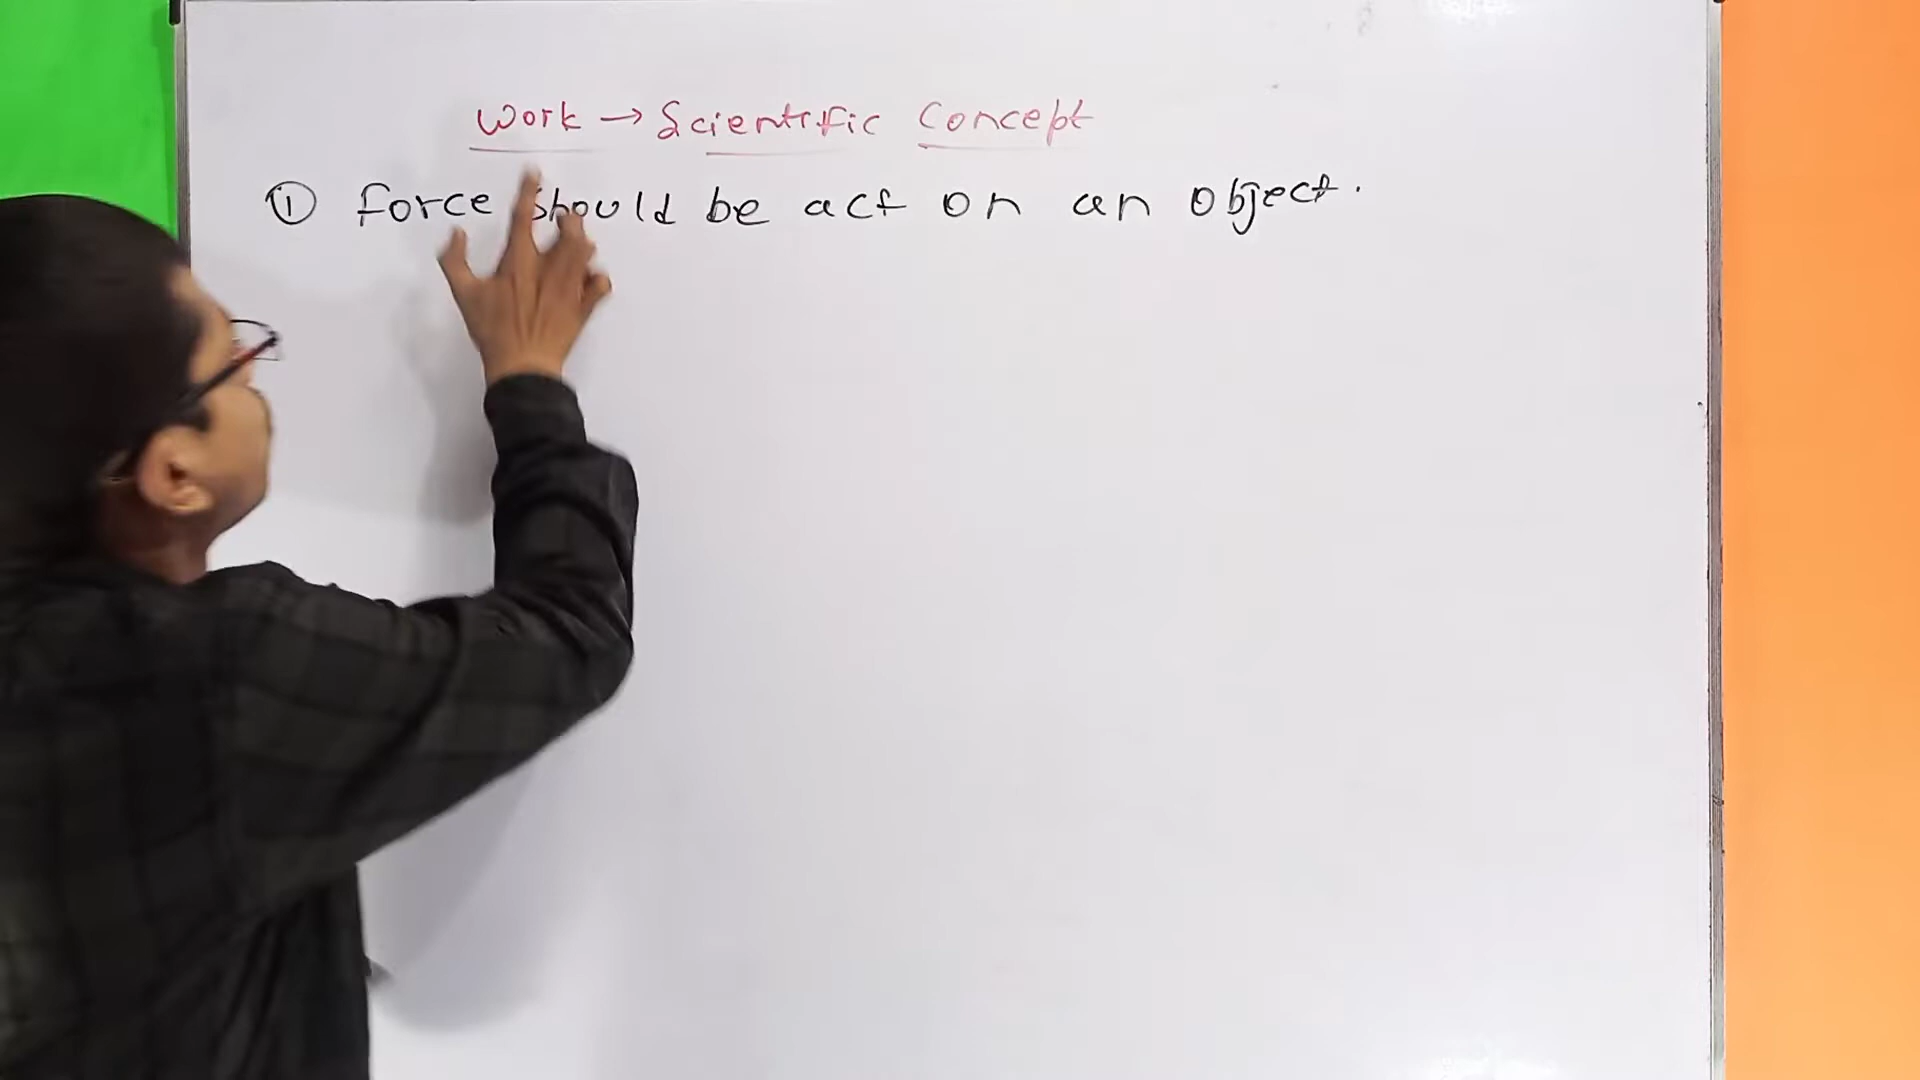 Work → Scientific Concept
① force should be act on an object.